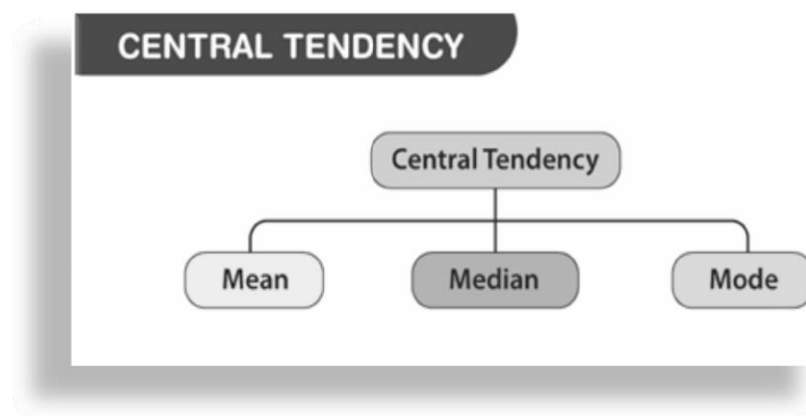 CENTRAL TENDENCY
Central Tendency
Mean
Median
Mode